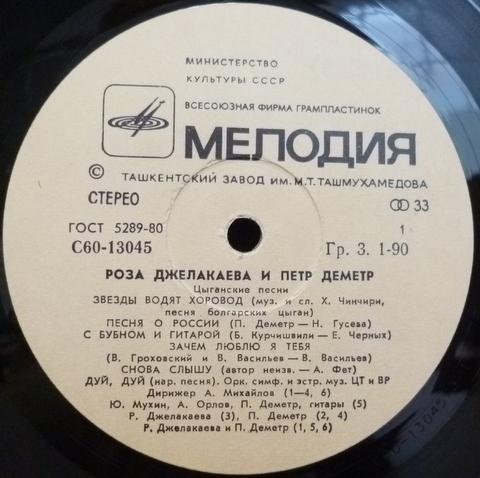 МИНИСТЕРСТВО
КУЛЬТУРЫ СССР
ВСЕСОЮЗНАЯ ФИРМА ГРАМПЛАСТИНОК
МЕЛОДИЯ
© ТАШКЕНТСКИЙ ЗАВОД ИМ. М.Т. ТАШМУХАМЕДОВА
СТЕРЕО
33
ГОСТ 5289-80
1
С60-13045
Гр. 3. 1-90
РОЗА ДЖЕЛАКАЕВА И ПЕТР ДЕМЕТР
Цыганские песни
ЗВЕЗДЫ ВОДЯТ ХОРОВОД (муз. и сл. Х. Чинчири,
песня болгарских цыган)
ПЕСНЯ О РОССИИ (П. Деметр — Н. Гусева)
С БУБНОМ И ГИТАРОЙ (Б. Курчишвили — Е. Черных)
ЗАЧЕМ ЛЮБЛЮ Я ТЕБЯ
(В. Гроховский и В. Васильев — В. Васильев)
СНОВА СЛЫШУ (автор неизв. — А. Фет)
ДУЙ, ДУЙ (нар. песня). Орк. симф. и эстр. муз. ЦТ и ВР
Дирижер А. Михайлов (1—4, 6)
Ю. Мухин, А. Орлов, П. Деметр, гитары (5)
Р. Джелакаева (3), П. Деметр (2, 4)
Р. Джелакаева и П. Деметр (1, 5, 6)
-13045